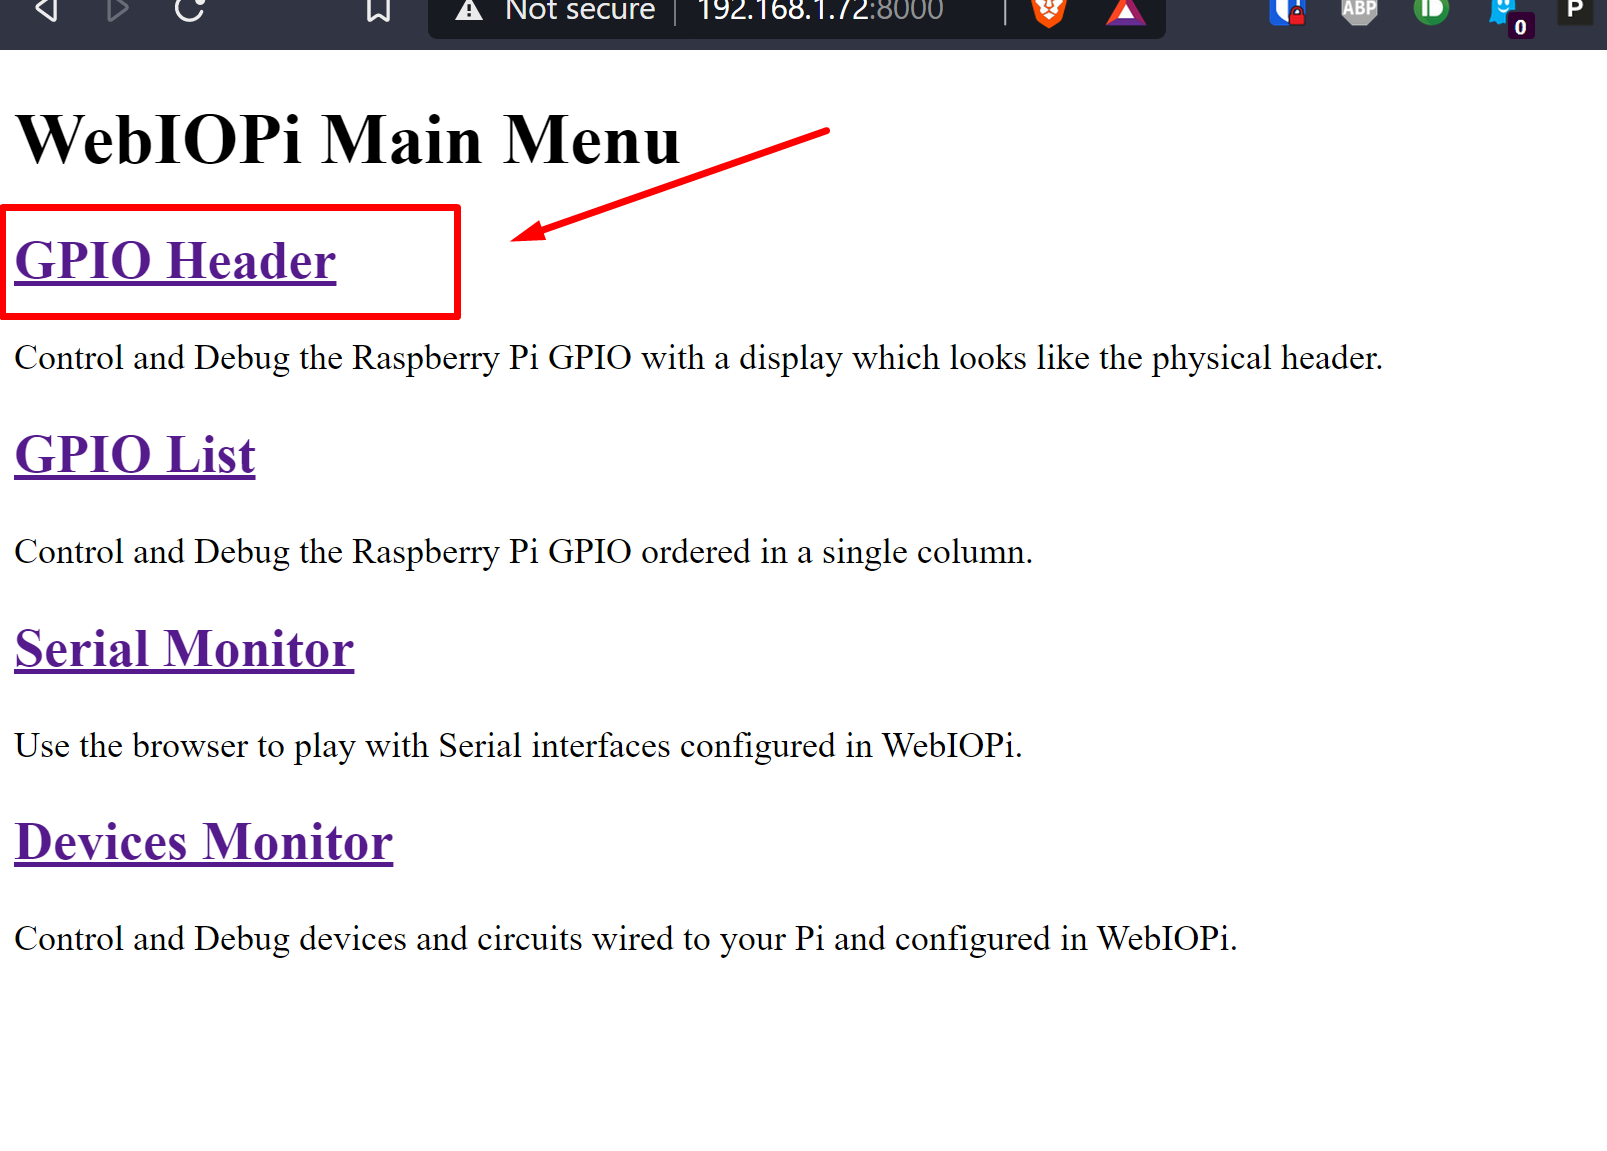 Not secure | 192.168.1.72:8000
ABP
0
P
WebIOPi Main Menu
GPIO Header
Control and Debug the Raspberry Pi GPIO with a display which looks like the physical header.
GPIO List
Control and Debug the Raspberry Pi GPIO ordered in a single column.
Serial Monitor
Use the browser to play with Serial interfaces configured in WebIOPi.
Devices Monitor
Control and Debug devices and circuits wired to your Pi and configured in WebIOPi.